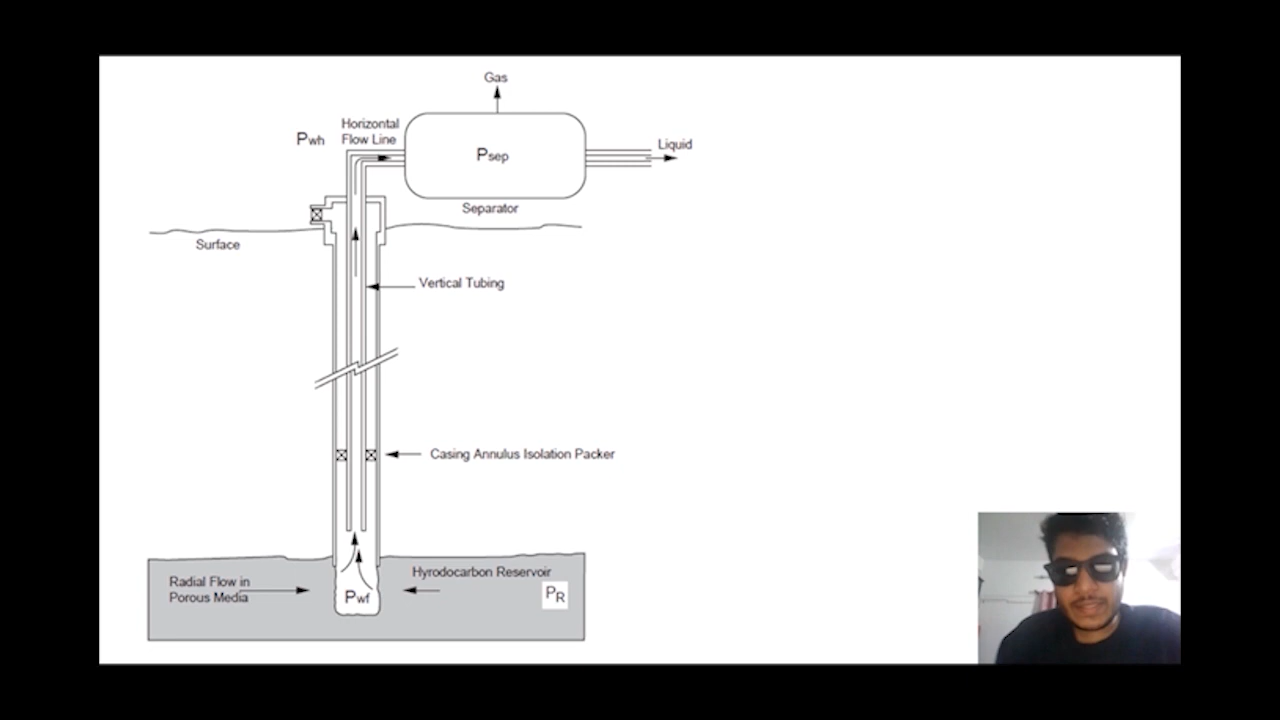 Gas
Horizontal
Flow Line
Pwh
Psep
Liquid
Separator
Surface
Vertical Tubing
Casing Annulus Isolation Packer
Radial Flow in
Porous Media
Hyrodocarbon Reservoir
Pwf
PR